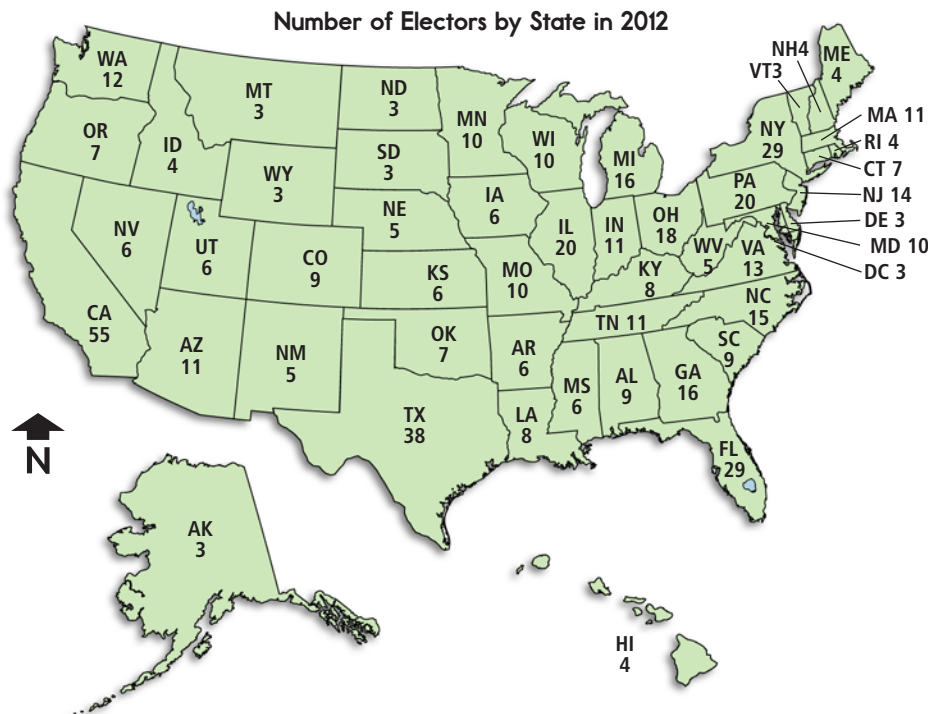 Number of Electors by State in 2012
WA
12
OR
7
ID
4
MT
3
ND
3
MN
10
WI
10
MI
16
NY
29
VT3
NH4
ME
4
MA 11
RI 4
CT 7
NJ 14
DE 3
MD 10
DC 3
WY
3
SD
3
NE
5
IA
6
IL
20
IN
11
OH
18
PA
20
WV
5
VA
13
KY
8
NC
15
NV
6
UT
6
CO
9
KS
6
MO
10
CA
55
AZ
11
NM
5
OK
7
AR
6
TN 11
SC
9
MS
6
AL
9
GA
16
TX
38
LA
8
FL
29
N
AK
3
HI
4